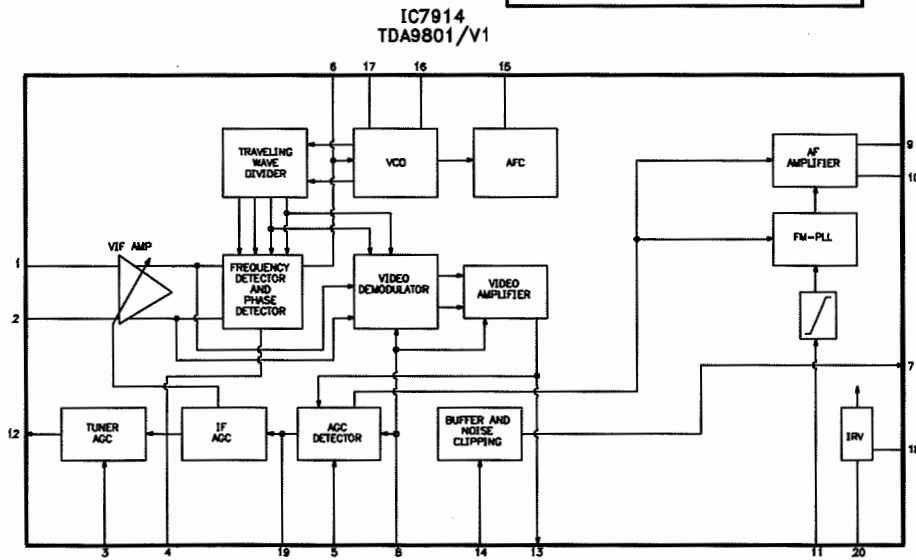 IC7914
TDA9801/V1
6
17
16
15
TRAVELING
WAVE
DIVIDER
VCO
AFC
AF
AMPLIFIER
9
10
VIF AMP
FM-PLL
1
FREQUENCY
DETECTOR
AND
PHASE
DETECTOR
VIDEO
DEMODULATOR
VIDEO
AMPLIFIER
2
7
12
TUNER
AGC
IF
AGC
AGC
DETECTOR
BUFFER AND
NOISE
CLIPPING
IRV
18
3
4
19
5
8
14
13
11
20